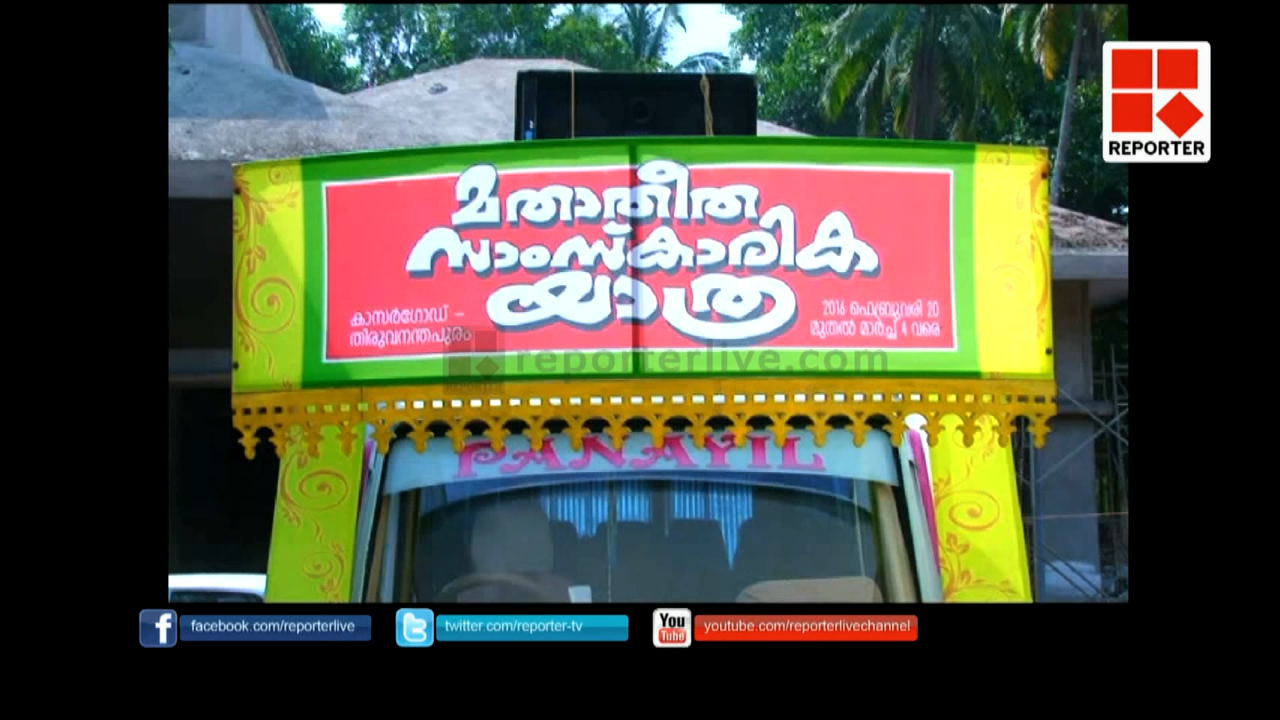 REPORTER
മതാതീത
സാംസ്കാരിക
യാത്ര
കാസർഗോഡ് –
തിരുവനന്തപുരം
2016 ഫെബ്രുവരി 20
മുതൽ മാർച്ച് 4 വരെ
REPORTER
reporterlive.com
PANAYIL
facebook.com/reporterlive
twitter.com/reporter-tv
You
Tube
youtube.com/reporterlivechannel